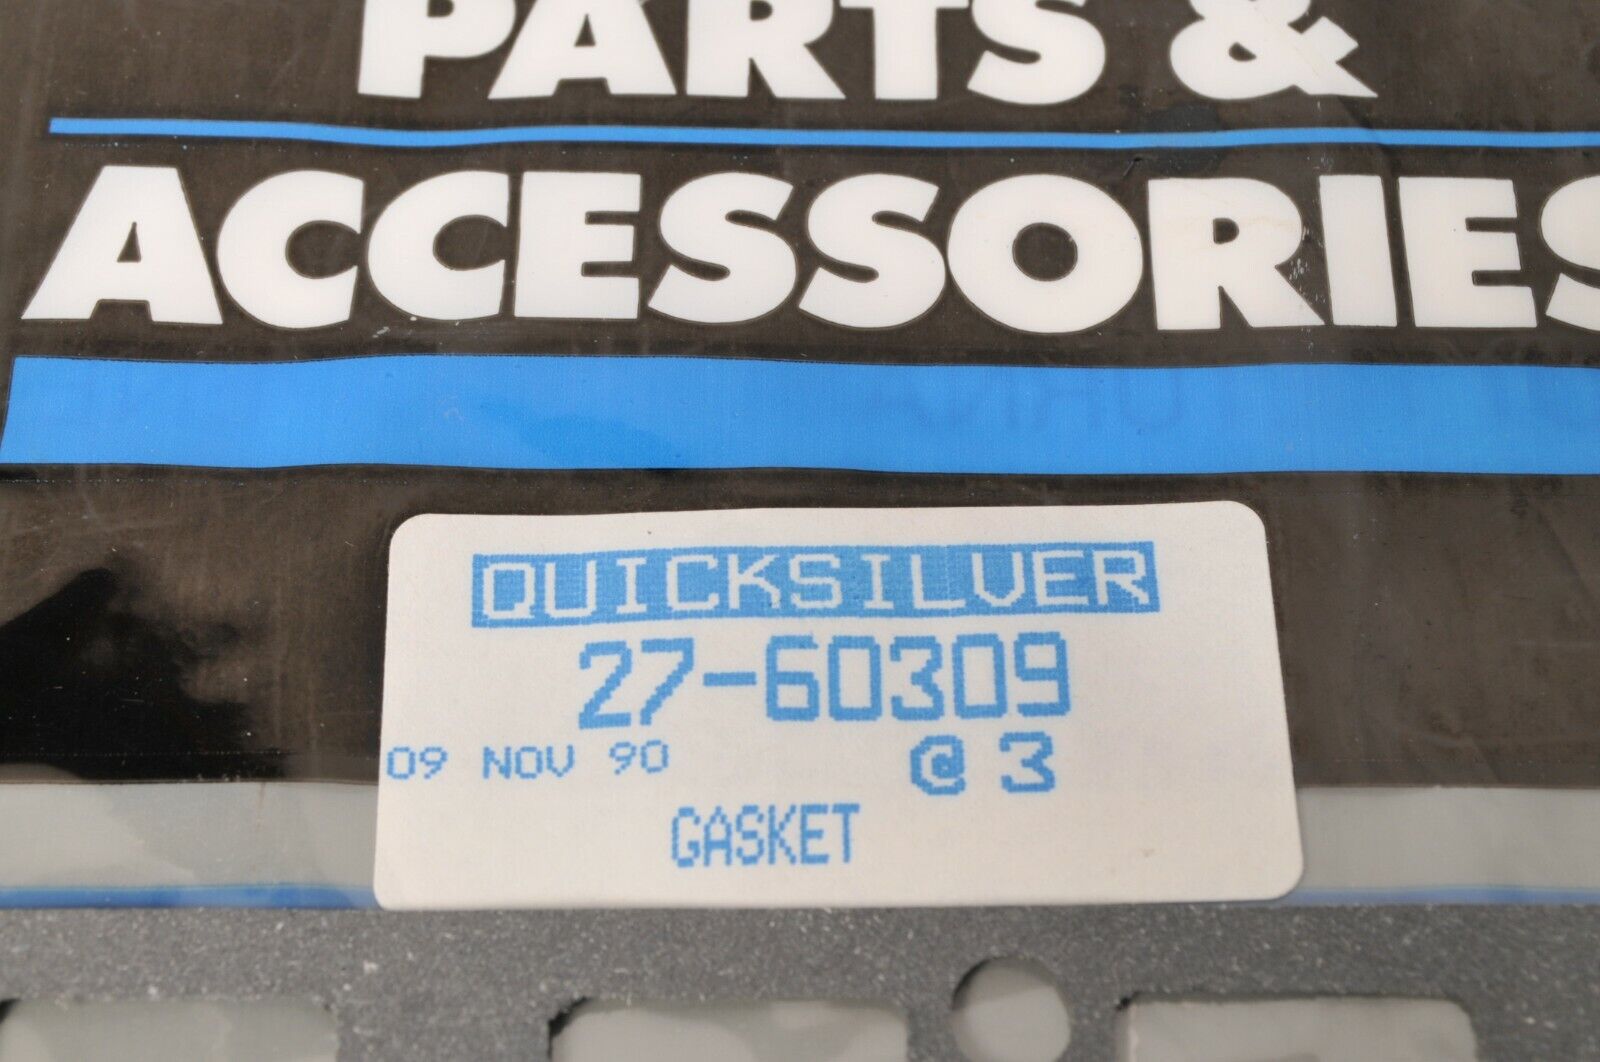 PARTS &
ACCESSORIES
QUICKSILVER
27-60309
09 NOV 90 @ 3
GASKET